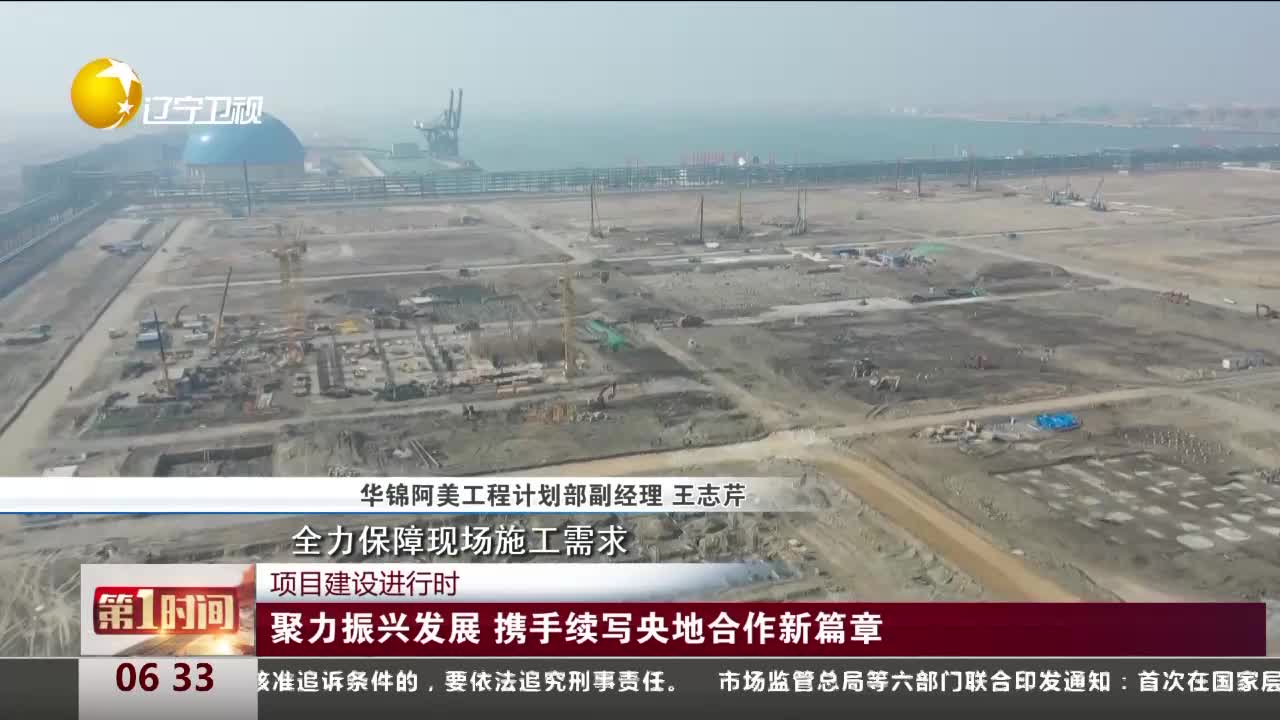 辽宁卫视
华锦阿美工程计划部副经理 王志芹
全力保障现场施工需求
项目建设进行时
第1时间
聚力振兴发展 携手续写央地合作新篇章
06 33
核准追诉条件的，要依法追究刑事责任。 市场监管总局等六部门联合印发通知：首次在国家层